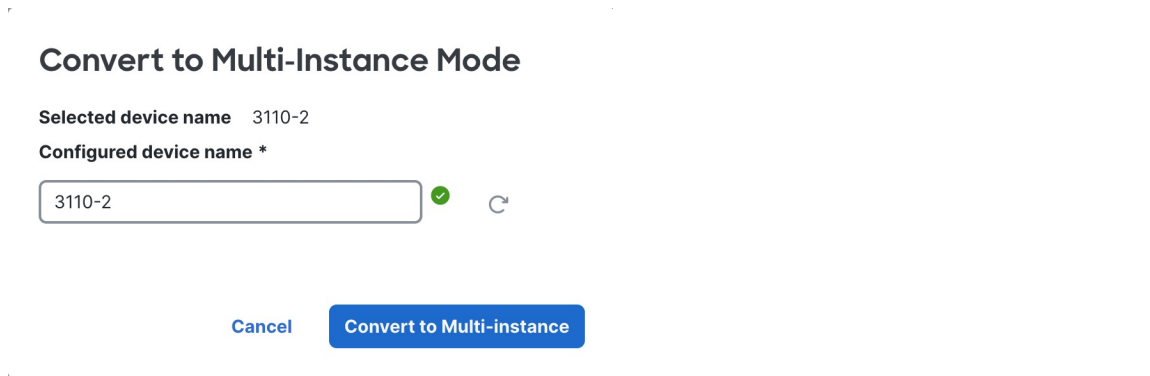 Convert to Multi-Instance Mode
Selected device name 3110-2
Configured device name *
3110-2
Cancel Convert to Multi-instance